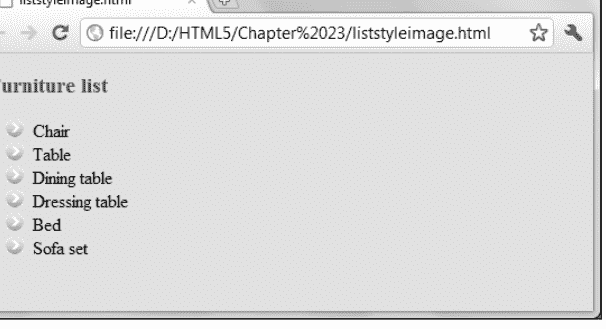 liststyleimage.html
file:///D:/HTML5/Chapter%2023/liststyleimage.html
urniture list
Chair
Table
Dining table
Dressing table
Bed
Sofa set